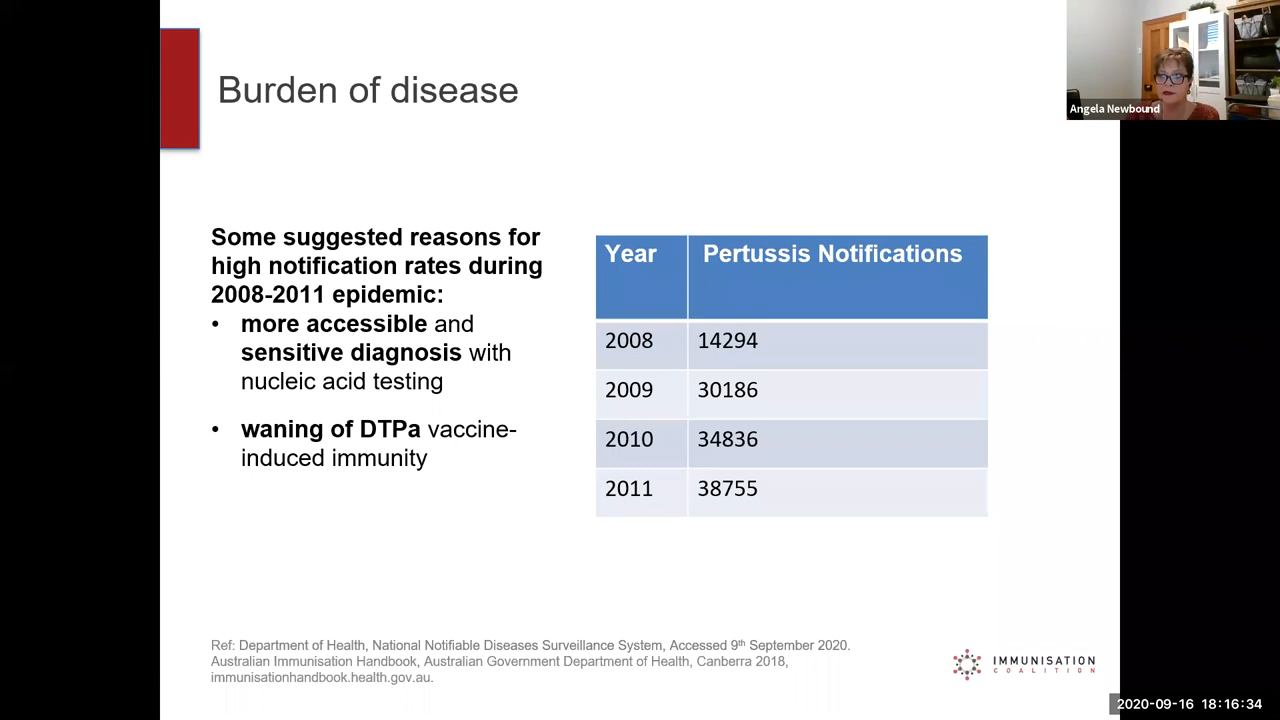 Burden of disease
Angela Newbound
Some suggested reasons for
high notification rates during
2008-2011 epidemic:
• more accessible and
sensitive diagnosis with
nucleic acid testing
• waning of DTPa vaccine-
induced immunity
Year Pertussis Notifications
2008 14294
2009 30186
2010 34836
2011 38755
Ref: Department of Health, National Notifiable Diseases Surveillance System, Accessed 9th September 2020.
Australian Immunisation Handbook, Australian Government Department of Health, Canberra 2018,
immunisationhandbook.health.gov.au.
IMMUNISATION
COALITION
2020-09-16 18:16:34